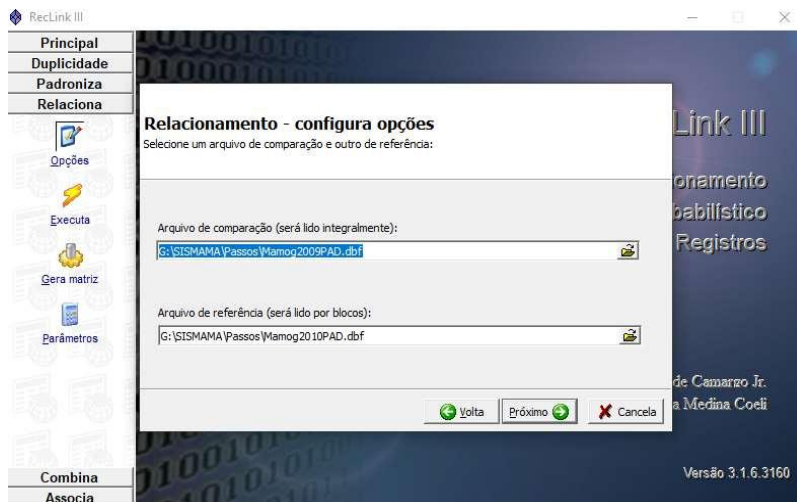 RecLink III
Principal
Duplicidade
Padroniza
Relaciona
Opções
Executa
Gera matriz
Parâmetros
Combina
Associa
Relacionamento - configura opções
Selecione um arquivo de comparação e outro de referência:
Arquivo de comparação (será lido integralmente):
G:\SISMAMA\Passos\Mamog2009PAD.dbf
Arquivo de referência (será lido por blocos):
G:\SISMAMA\Passos\Mamog2010PAD.dbf
Volta
Próximo
Cancela
Link III
onamento
babilístico
Registros
de Camargo Jr.
a Medina Coeli
Versão 3.1.6.3160